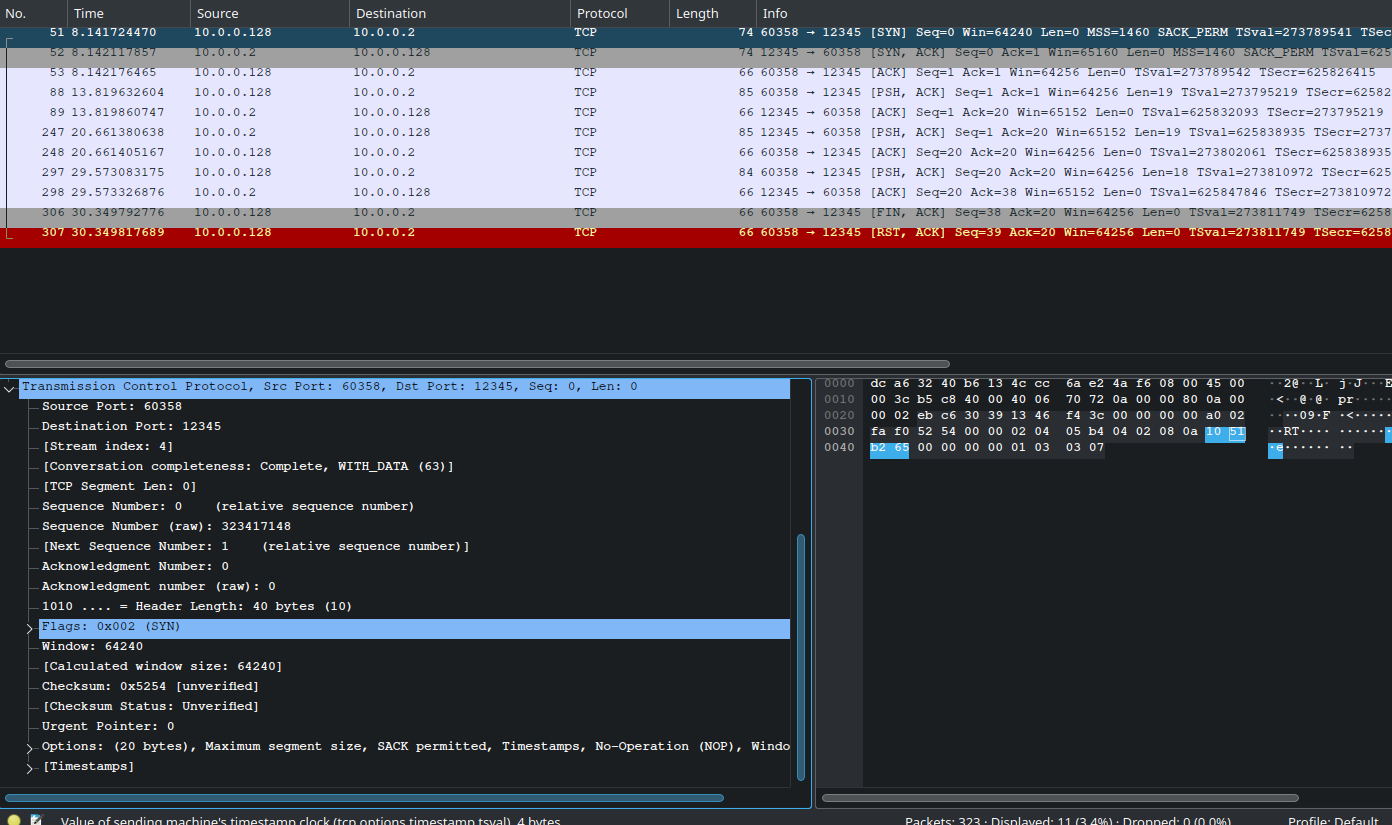 No. Time Source Destination Protocol Length Info
51 8.141724470 10.0.0.128 10.0.0.2 TCP 74 60358 → 12345 [SYN] Seq=0 Win=64240 Len=0 MSS=1460 SACK_PERM TSval=273789541 TSec
52 8.142117857 10.0.0.2 10.0.0.128 TCP 74 12345 → 60358 [SYN, ACK] Seq=0 Ack=1 Win=65160 Len=0 MSS=1460 SACK_PERM TSval=625
53 8.142176465 10.0.0.128 10.0.0.2 TCP 66 60358 → 12345 [ACK] Seq=1 Ack=1 Win=64256 Len=0 TSval=273789542 TSecr=625826415
88 13.819632604 10.0.0.128 10.0.0.2 TCP 85 60358 → 12345 [PSH, ACK] Seq=1 Ack=1 Win=64256 Len=19 TSval=273795219 TSecr=62582
89 13.819860747 10.0.0.2 10.0.0.128 TCP 66 12345 → 60358 [ACK] Seq=1 Ack=20 Win=65152 Len=0 TSval=625832093 TSecr=273795219
247 20.661380638 10.0.0.2 10.0.0.128 TCP 85 12345 → 60358 [PSH, ACK] Seq=1 Ack=20 Win=65152 Len=19 TSval=625838935 TSecr=2737
248 20.661405167 10.0.0.128 10.0.0.2 TCP 66 60358 → 12345 [ACK] Seq=20 Ack=20 Win=64256 Len=0 TSval=273802061 TSecr=625838935
297 29.573083175 10.0.0.128 10.0.0.2 TCP 84 60358 → 12345 [PSH, ACK] Seq=20 Ack=20 Win=64256 Len=18 TSval=273810972 TSecr=625
298 29.573326876 10.0.0.2 10.0.0.128 TCP 66 12345 → 60358 [ACK] Seq=20 Ack=38 Win=65152 Len=0 TSval=625847846 TSecr=273810972
306 30.349792776 10.0.0.128 10.0.0.2 TCP 66 60358 → 12345 [FIN, ACK] Seq=38 Ack=20 Win=64256 Len=0 TSval=273811749 TSecr=6258
307 30.349817689 10.0.0.128 10.0.0.2 TCP 66 60358 → 12345 [RST, ACK] Seq=39 Ack=20 Win=64256 Len=0 TSval=273811749 TSecr=6258
Transmission Control Protocol, Src Port: 60358, Dst Port: 12345, Seq: 0, Len: 0
Source Port: 60358
Destination Port: 12345
[Stream index: 4]
[Conversation completeness: Complete, WITH_DATA (63)]
[TCP Segment Len: 0]
Sequence Number: 0 (relative sequence number)
Sequence Number (raw): 323417148
[Next Sequence Number: 1 (relative sequence number)]
Acknowledgment Number: 0
Acknowledgment number (raw): 0
1010 .... = Header Length: 40 bytes (10)
Flags: 0x002 (SYN)
Window: 64240
[Calculated window size: 64240]
Checksum: 0x5254 [unverified]
[Checksum Status: Unverified]
Urgent Pointer: 0
Options: (20 bytes), Maximum segment size, SACK permitted, Timestamps, No-Operation (NOP), Windo
[Timestamps]
0000 dc a6 32 40 b6 13 4c cc 6a e2 4a f6 08 00 45 00 ··2@··L· j·J···E
0010 00 3c b5 c8 40 00 40 06 70 72 0a 00 00 80 0a 00 ·<··@·@· pr·····
0020 00 02 eb c6 30 39 13 46 f4 3c 00 00 00 00 a0 02 ····09·F ·<·····
0030 fa f0 52 54 00 00 02 04 05 b4 04 02 08 0a 10 51 ··RT···· ·······
0040 b2 65 00 00 00 00 01 03 03 07 ·e······ ··
Value of sending machine's timestamp clock (tcp.options.timestamp.tsval), 4 bytes
Packets: 323 · Displayed: 11 (3.4%) · Dropped: 0 (0.0%)
Profile: Default